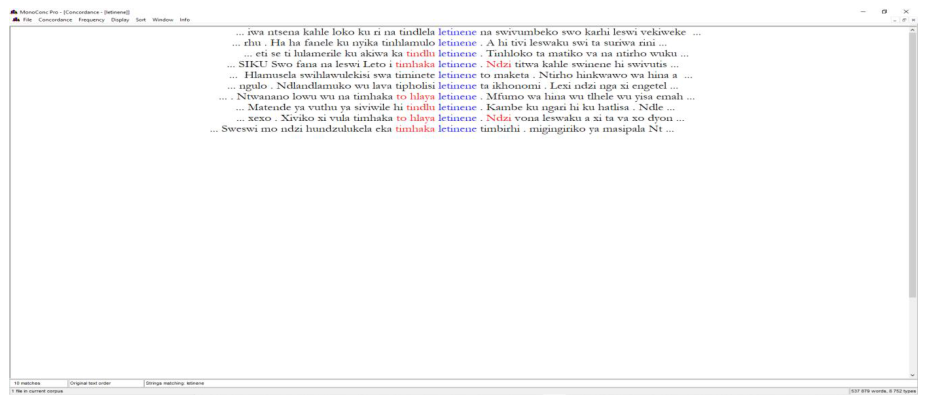 MonoConc Pro - [Concordance - [letinene]]
File Concordance Frequency Display Sort Window Info
... iwa ntsena kahle loko ku ri na tindlela letinene na swivumbeko swo karhi leswi vekiweke ...
... rhu . Ha ha fanele ku nyika tinhlamulo letinene . A hi tivi leswaku swi ta suriwa rini ...
... eti se ti lulamerile ku akiwa ka tindlu letinene . Tinhloko ta matiko va na ntirho wuku ...
... SIKU Swo fana na leswi Leto i timhaka letinene . Ndzi titwa kahle swinene hi swivutis ...
... Hlamusela swihlawulekisi swa timinete letinene to maketa . Ntirho hinkwawo wa hina a ...
... ngulo . Ndlandlamuko wu lava tipholisi letinene ta ikhonomi . Lexi ndzi nga xi engetel ...
... . Ntwanano lowu wu na timhaka to hlaya letinene . Mfumo wa hina wu tlhele wu yisa emah ...
... Matende ya vuthu ya siviwile hi tindlu letinene . Kambe ku ngari hi ku hatlisa . Ndle ...
... xexo . Xiviko xi vula timhaka to hlaya letinene . Ndzi vona leswaku a xi ta va xo dyon ...
... Sweswi mo ndzi hundzulukela eka timhaka letinene timbirhi . migingiriko ya masipala Nt ...
10 matches Original text order Strings matching: letinene
1 file in current corpus 537 879 words, 8 752 types